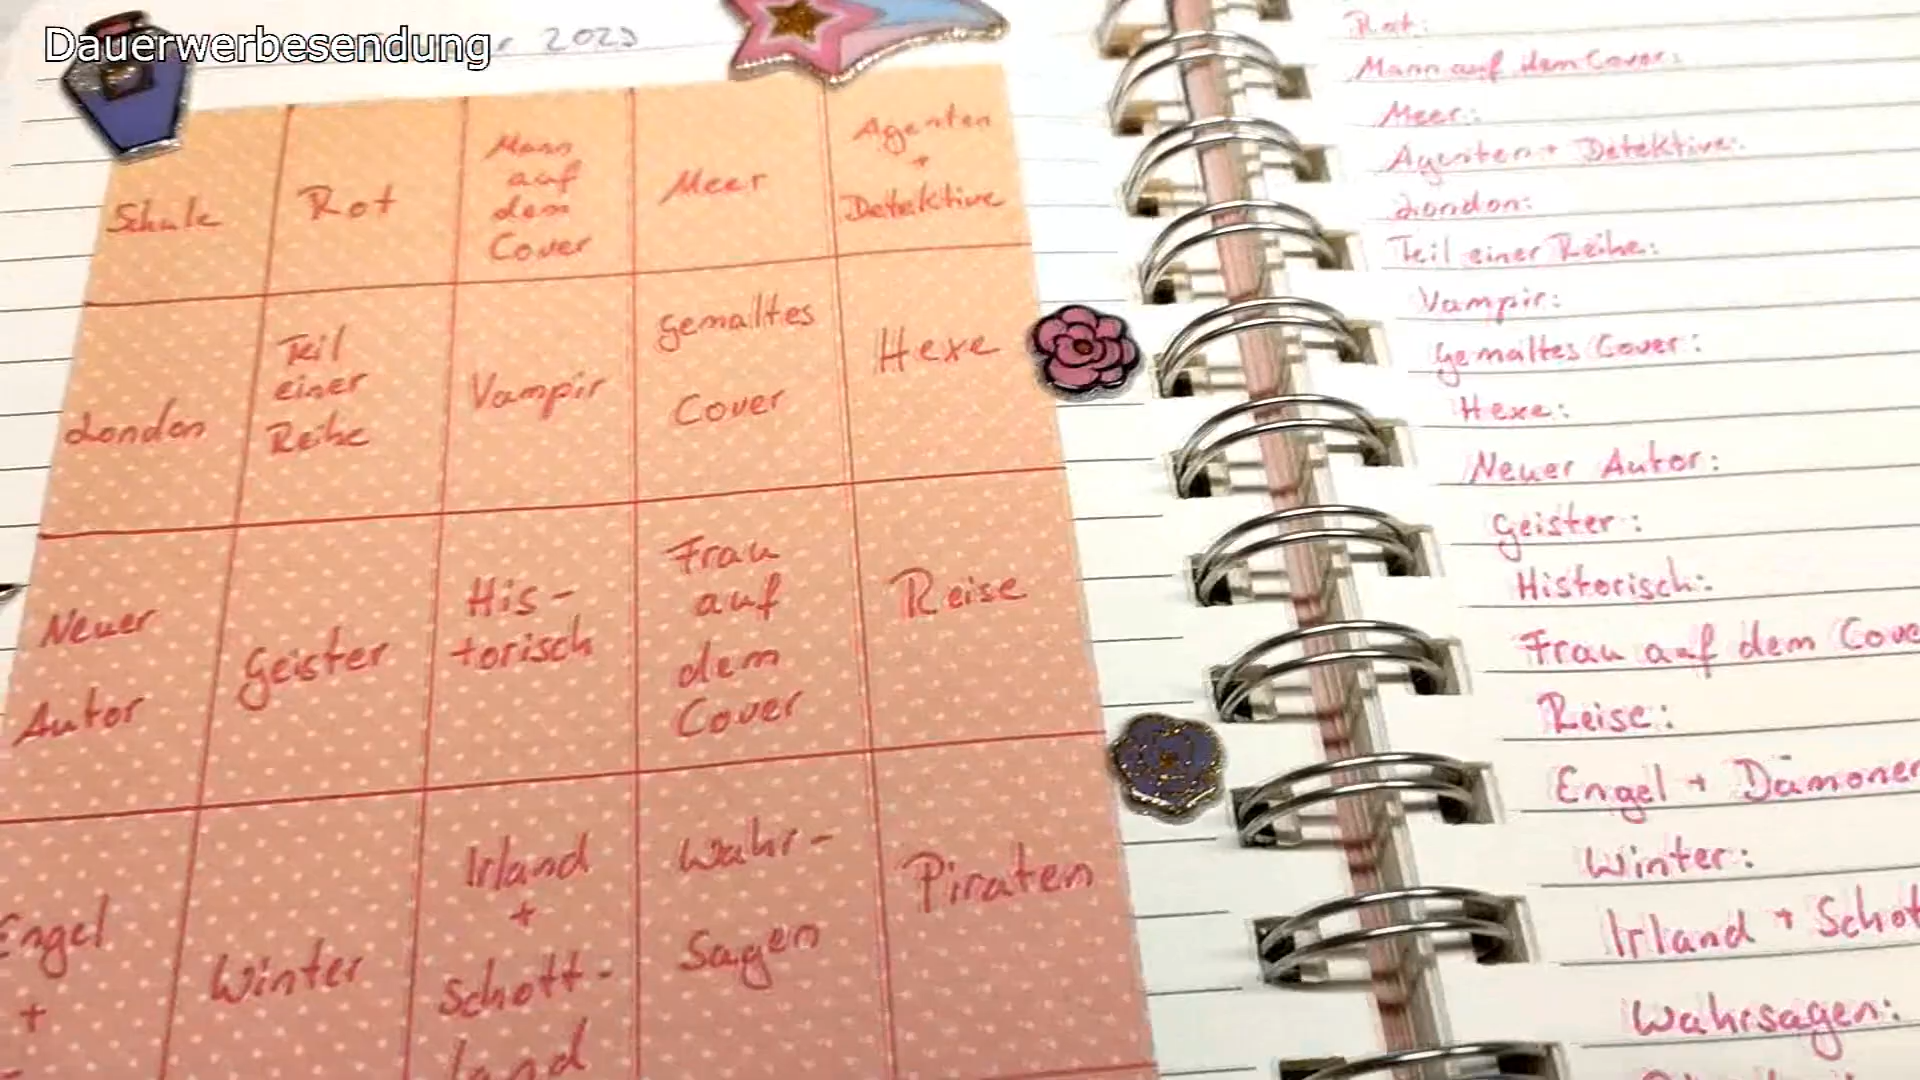 Dauerwerbesendung
2023
Schule
Rot
Mann
auf
dem
Cover
Meer
Agenten
+
Detektive
London
Teil
einer
Reihe
Vampir
gemaltes
Cover
Hexe
Neuer
Autor
Geister
His-
torisch
Frau
auf
dem
Cover
Reise
Engel
+
Winter
Irland
+
Schott-
land
Wahr-
sagen
Piraten
Rot:
Mann auf dem Cover:
Meer:
Agenten + Detektive:
London:
Teil einer Reihe:
Vampir:
Gemaltes Cover:
Hexe:
Neuer Autor:
Geister:
Historisch:
Frau auf dem Cove
Reise:
Engel + Dämonen
Winter:
Irland + Schot
Wahrsagen: